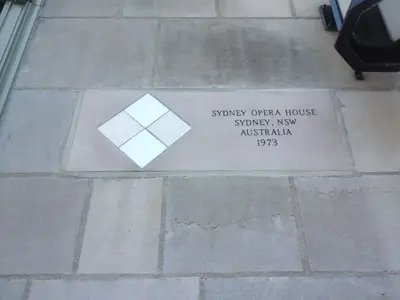 SYDNEY OPERA HOUSE
SYDNEY, NSW
AUSTRALIA
1973